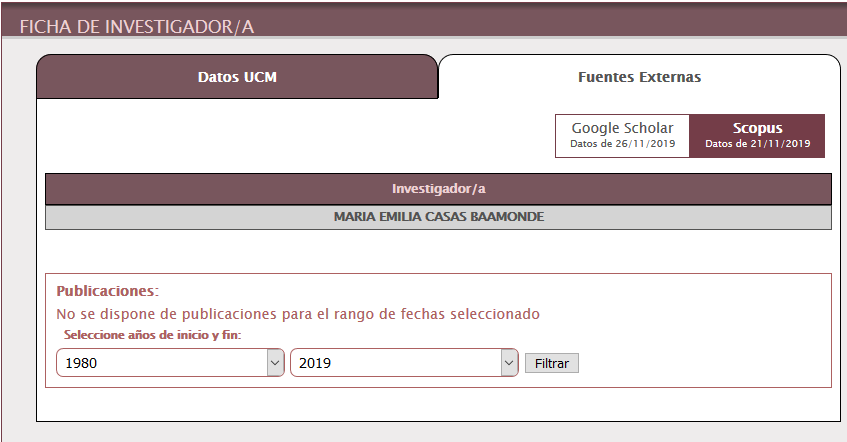 FICHA DE INVESTIGADOR/A
Datos UCM
Fuentes Externas
Google Scholar
Datos de 26/11/2019
Scopus
Datos de 21/11/2019
Investigador/a
MARIA EMILIA CASAS BAAMONDE
Publicaciones:
No se dispone de publicaciones para el rango de fechas seleccionado
Seleccione años de inicio y fin:
1980
2019
Filtrar